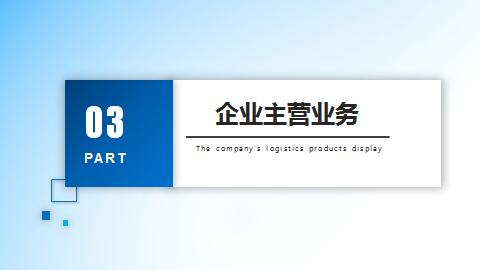 03
PART
企业主营业务
The company's logistics products display